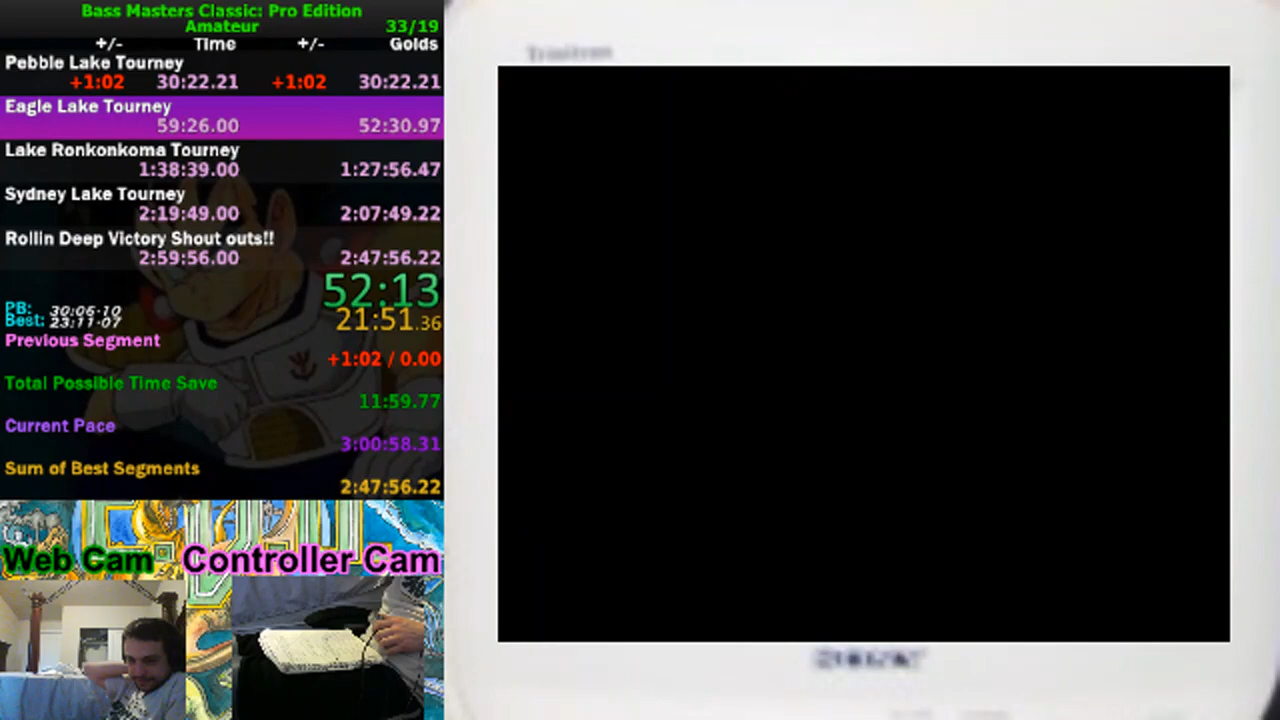 Bass Masters Classic: Pro Edition
Amateur 33/19
+/- Time +/- Golds
Pebble Lake Tourney
+1:02 30:22.21 +1:02 30:22.21
Eagle Lake Tourney
59:26.00 52:30.97
Lake Ronkonkoma Tourney
1:38:39.00 1:27:56.47
Sydney Lake Tourney
2:19:49.00 2:07:49.22
Rollin Deep Victory Shout outs!!
2:59:56.00 2:47:56.22
52:13
PB: 30:06.10
Best: 23:11.07
21:51.36
Previous Segment
+1:02 / 0.00
Total Possible Time Save
11:59.77
Current Pace
3:00:58.31
Sum of Best Segments
2:47:56.22
Web Cam Controller Cam